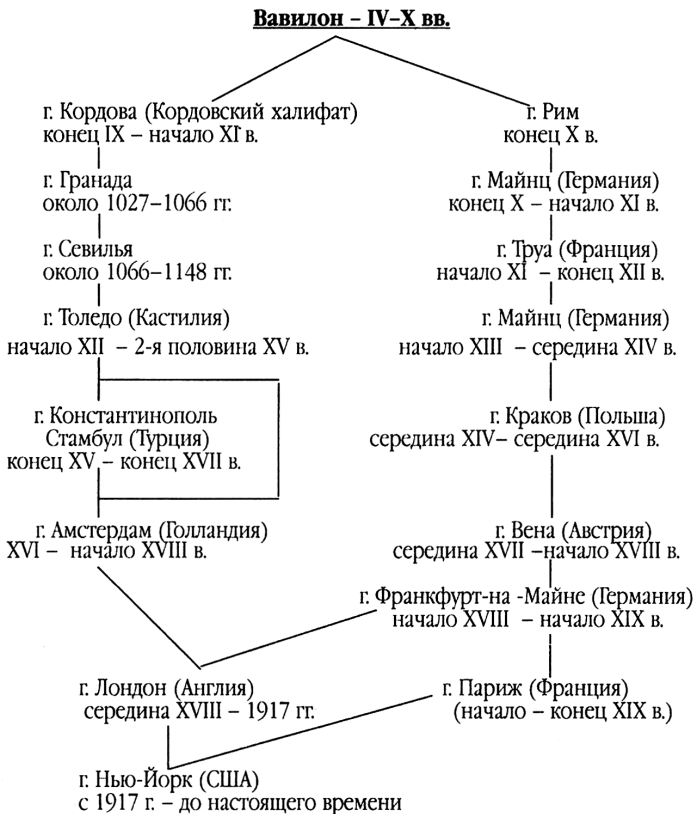 Вавилон – IV–X вв.
г. Кордова (Кордовский халифат)
конец IX – начало XI в.
г. Гранада
около 1027–1066 гг.
г. Севилья
около 1066–1148 гг.
г. Толедо (Кастилия)
начало XII – 2-я половина XV в.
г. Константинополь
Стамбул (Турция)
конец XV – конец XVII в.
г. Амстердам (Голландия)
XVI – начало XVIII в.
г. Лондон (Англия)
середина XVIII – 1917 гг.
г. Нью-Йорк (США)
с 1917 г. – до настоящего времени
г. Рим
конец X в.
г. Майнц (Германия)
конец X – начало XI в.
г. Труа (Франция)
начало XI – конец XII в.
г. Майнц (Германия)
начало XIII – середина XIV в.
г. Краков (Польша)
середина XIV– середина XVI в.
г. Вена (Австрия)
середина XVII –начало XVIII в.
г. Франкфурт-на -Майне (Германия)
начало XVIII – начало XIX в.
г. Париж (Франция)
(начало – конец XIX в.)